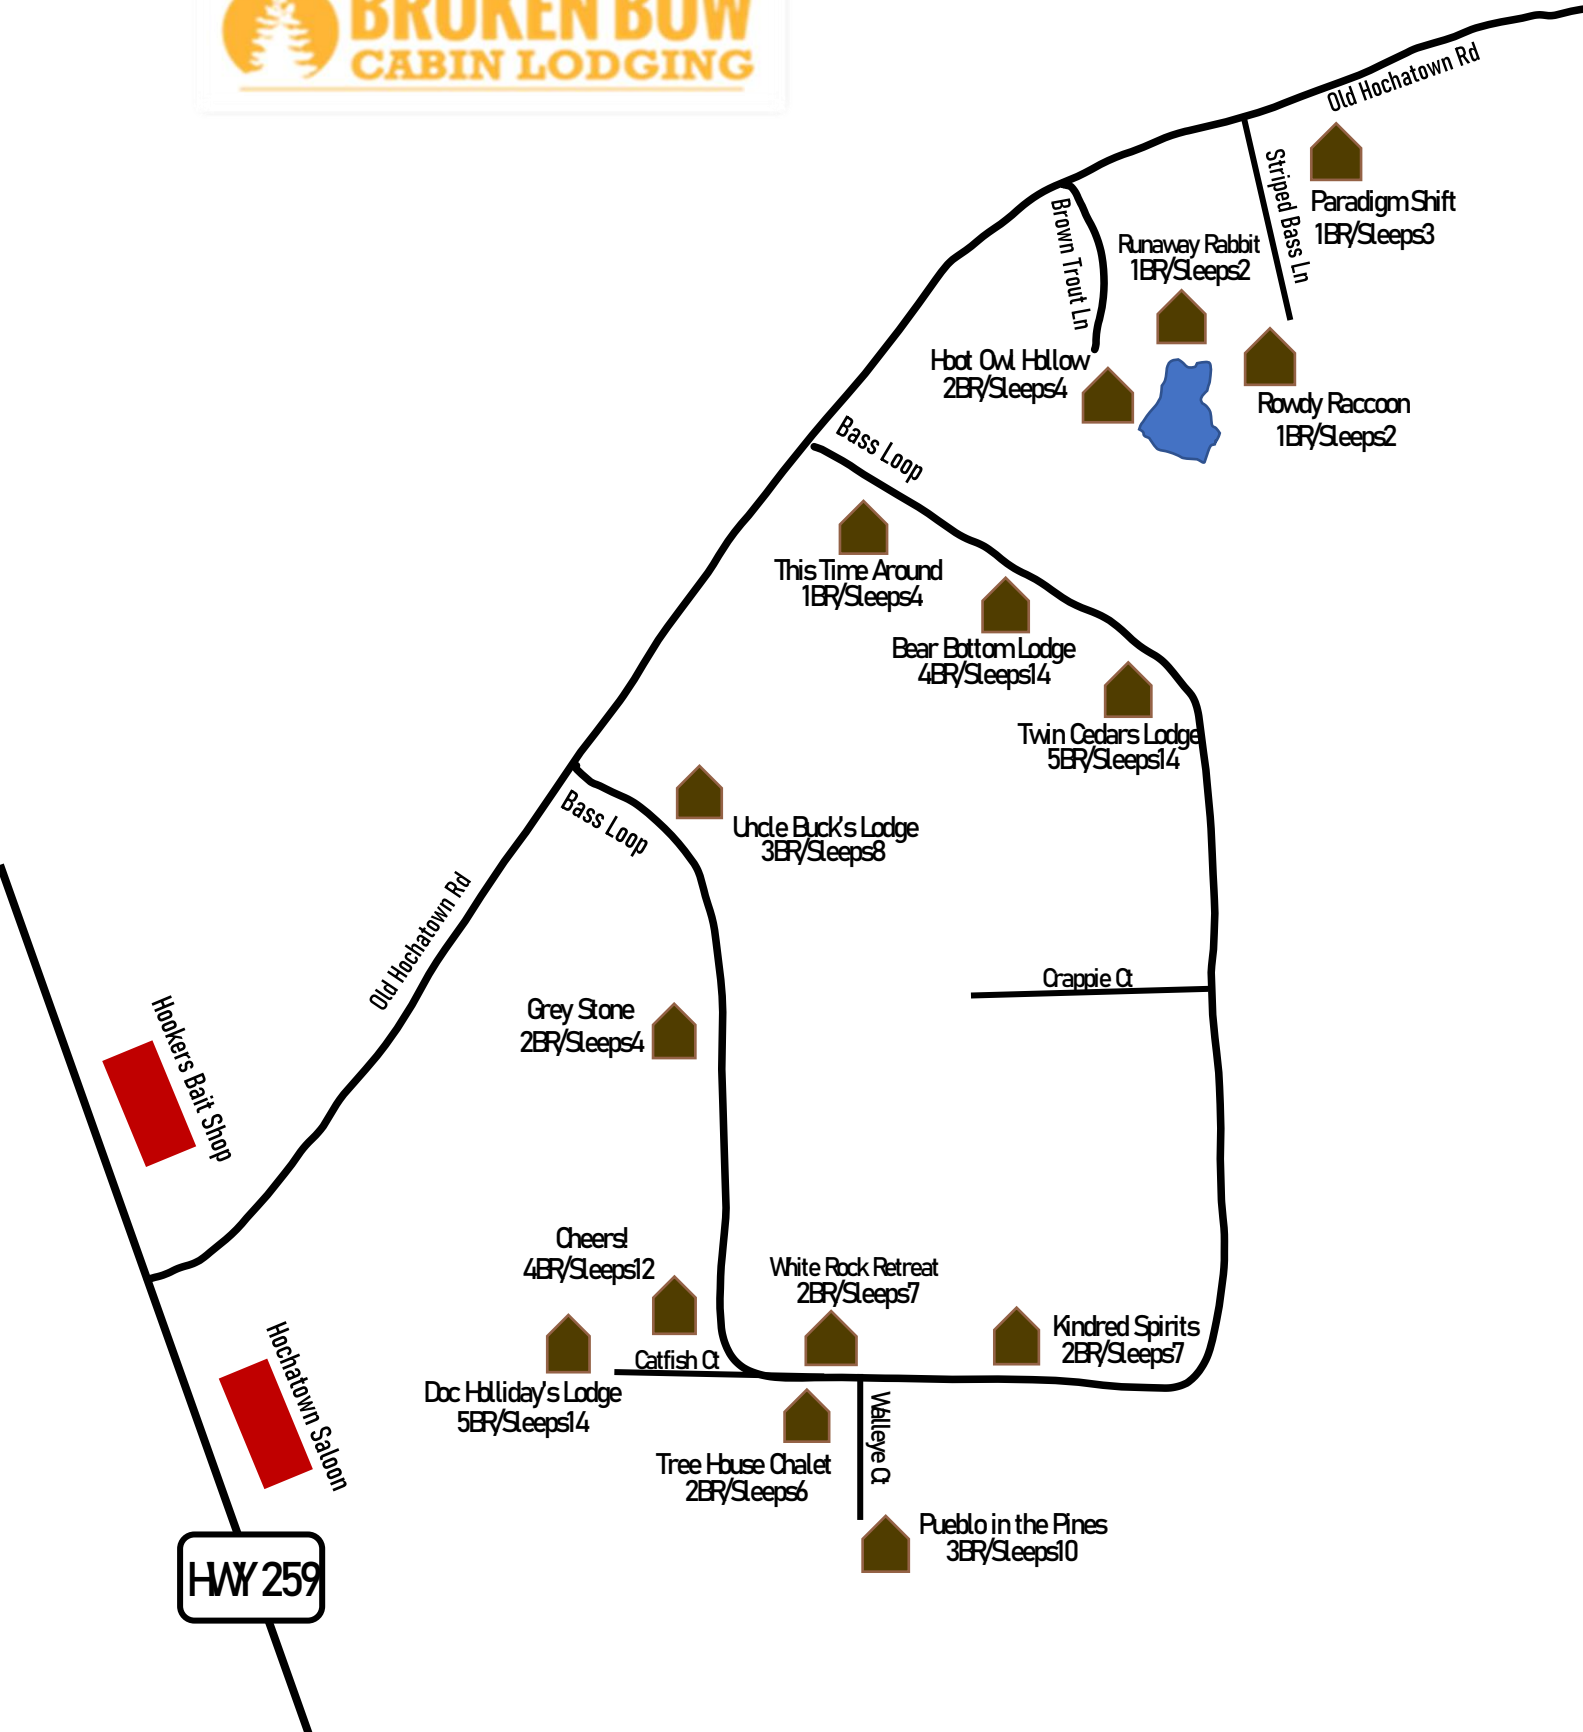 BROKEN BOW
CABIN LODGING
Old Hochatown Rd
Striped Bass Ln
Paradigm Shift
1BR/Sleeps3
Brown Trout Ln
Runaway Rabbit
1BR/Sleeps2
Hoot Owl Hollow
2BR/Sleeps4
Rowdy Raccoon
1BR/Sleeps2
Bass Loop
This Time Around
1BR/Sleeps4
Bear Bottom Lodge
4BR/Sleeps14
Twin Cedars Lodge
5BR/Sleeps14
Bass Loop
Uncle Buck's Lodge
3BR/Sleeps8
Old Hochatown Rd
Crappie Ct
Grey Stone
2BR/Sleeps4
Hookers Bait Shop
Cheers!
4BR/Sleeps12
White Rock Retreat
2BR/Sleeps7
Kindred Spirits
2BR/Sleeps7
Catfish Ct
Doc Holliday's Lodge
5BR/Sleeps14
Hochatown Saloon
Walleye Ct
Tree House Chalet
2BR/Sleeps6
Pueblo in the Pines
3BR/Sleeps10
HWY 259